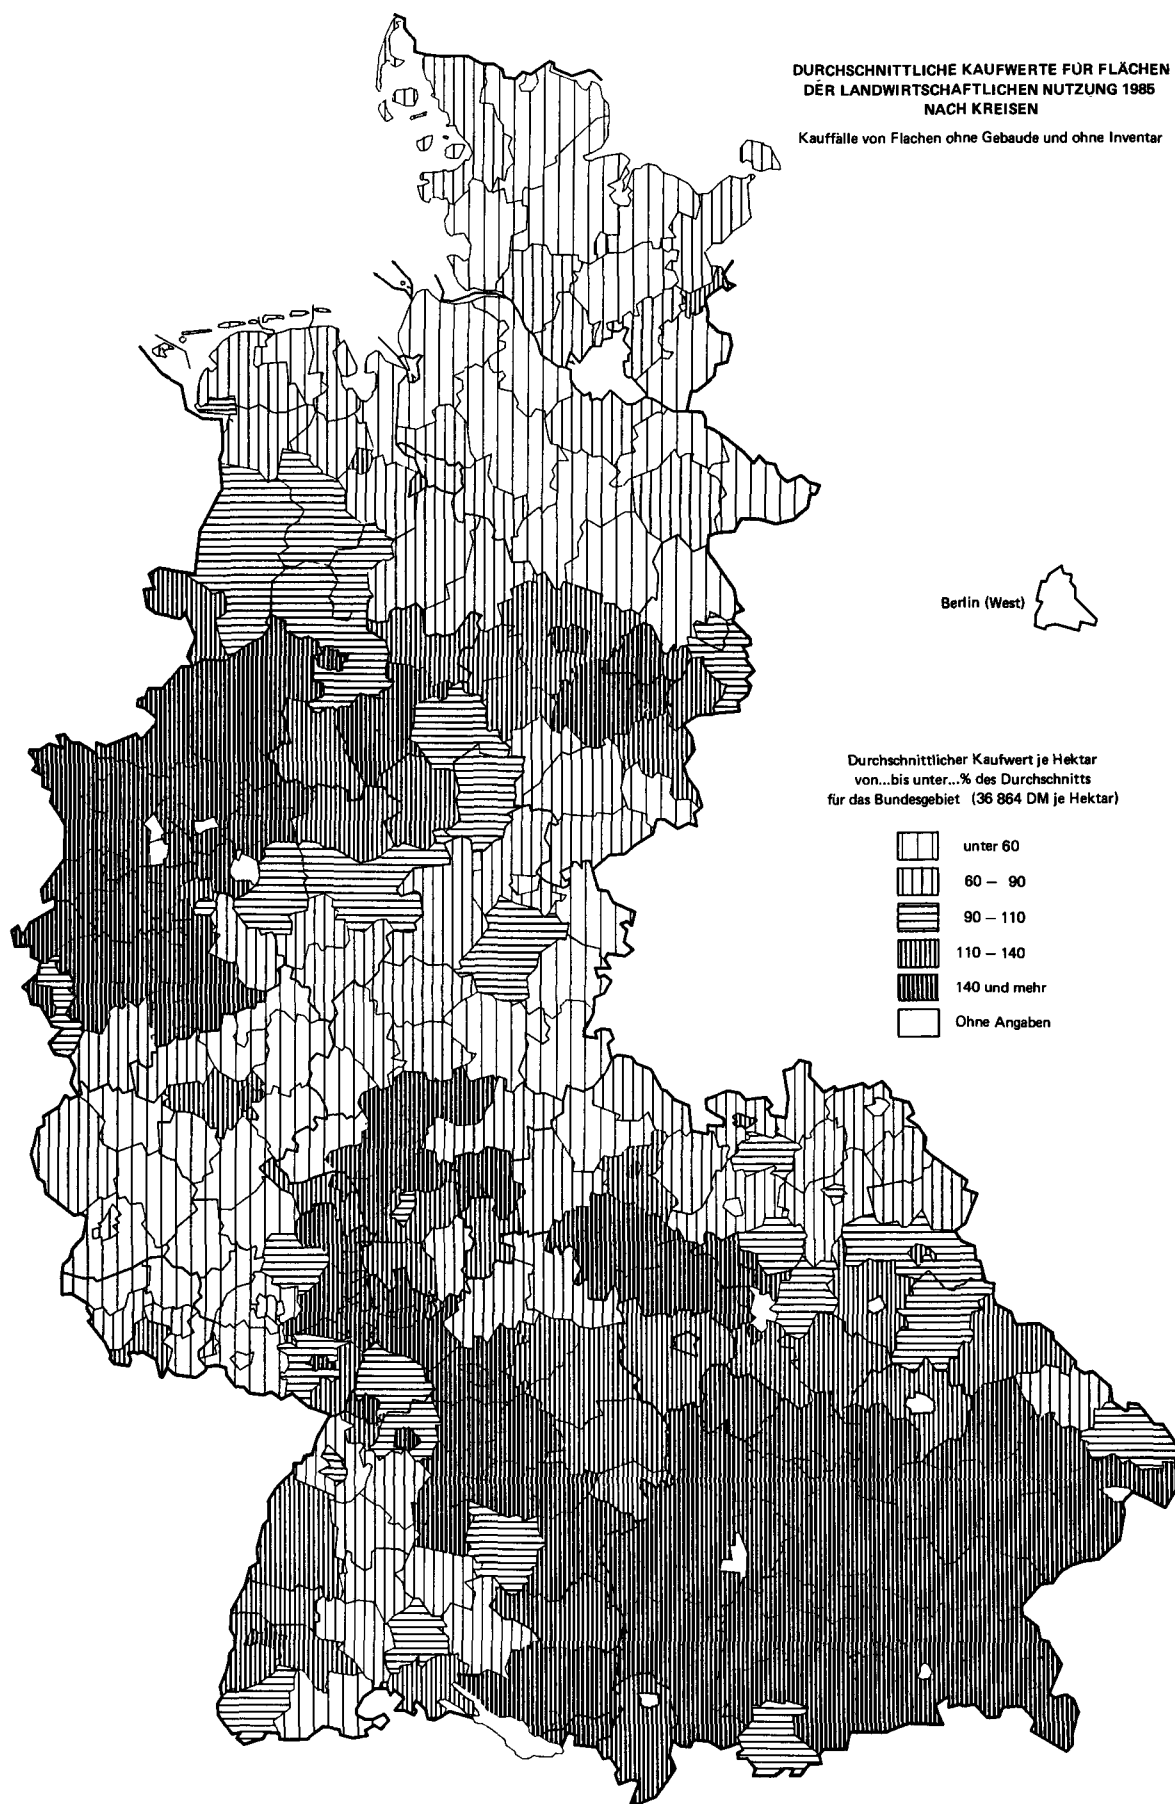 DURCHSCHNITTLICHE KAUFWERTE FÜR FLÄCHEN
DER LANDWIRTSCHAFTLICHEN NUTZUNG 1985
NACH KREISEN
Kauffälle von Flachen ohne Gebaude und ohne Inventar
Berlin (West)
Durchschnittlicher Kaufwert je Hektar
von...bis unter...% des Durchschnitts
für das Bundesgebiet (36 864 DM je Hektar)
unter 60
60 – 90
90 – 110
110 – 140
140 und mehr
Ohne Angaben